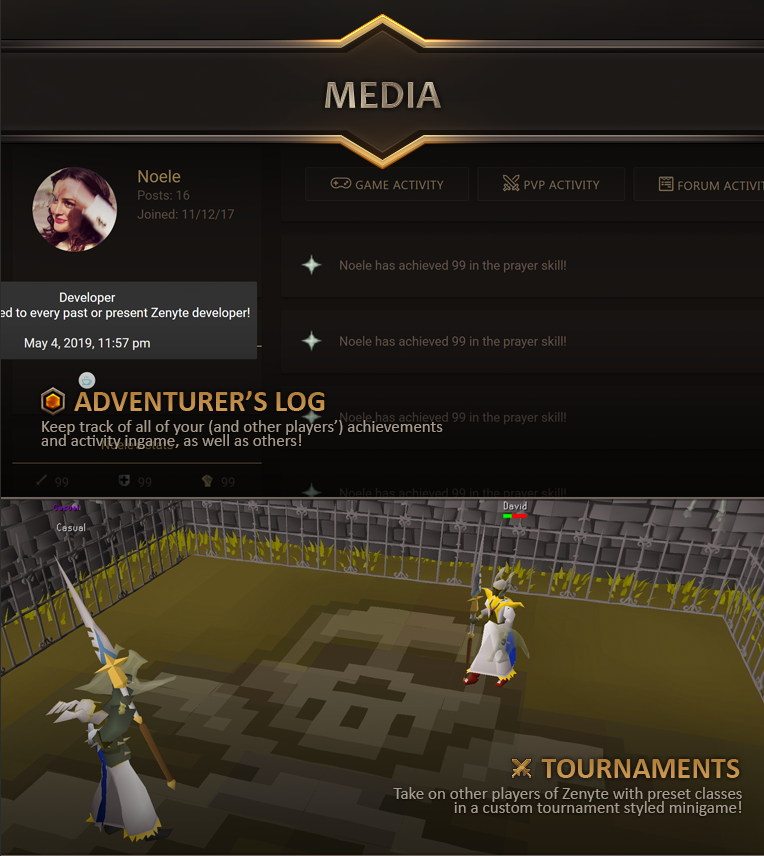 MEDIA
Noele
Posts: 16
Joined: 11/12/17
GAME ACTIVITY
PVP ACTIVITY
FORUM ACTIVIT
Noele has achieved 99 in the prayer skill!
Developer
ed to every past or present Zenyte developer!
May 4, 2019, 11:57 pm
Noele has achieved 99 in the prayer skill!
ADVENTURER'S LOG
Noele has achieved 99 in the prayer skill!
Keep track of all of your (and other players') achievements
and activity ingame, as well as others!
Noele's Stats
99 99 99
Noele has achieved 99 in the prayer skill!
Casual
Casual
David
TOURNAMENTS
Take on other players of Zenyte with preset classes
in a custom tournament styled minigame!